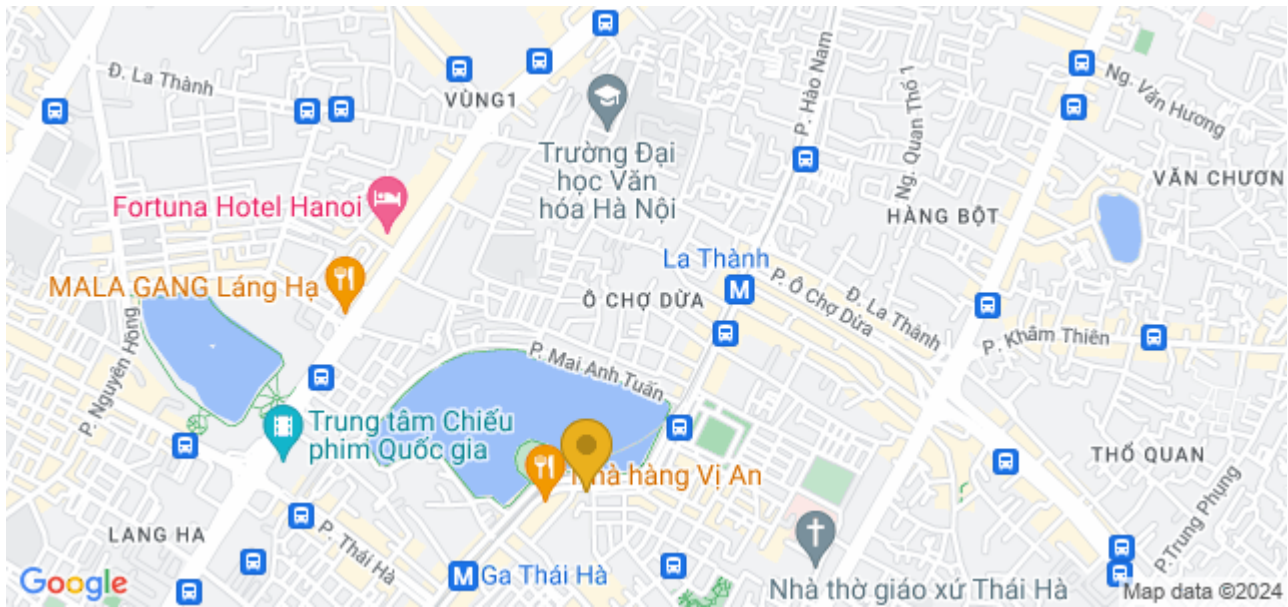 Đ. La Thành
VÙNG1
Trường Đại
học Văn
hóa Hà Nội
P. Hào Nam
Ng. Quan Thổ 1
Ng. Văn Hương
VĂN CHƯƠN
HÀNG BỘT
Fortuna Hotel Hanoi
MALA GANG Láng Hạ
La Thành
M
P. Ô Chợ Dừa
Đ. La Thành
Ô CHỢ DỪA
P. Khâm Thiên
P. Nguyên Hồng
P. Mai Anh Tuấn
Trung tâm Chiếu
phim Quốc gia
Nhà hàng Vị An
THỔ QUAN
P. Trung Phụng
LANG HA
P. Thái Hà
M
Ga Thái Hà
Nhà thờ giáo xứ Thái Hà
Google
Map data ©2024